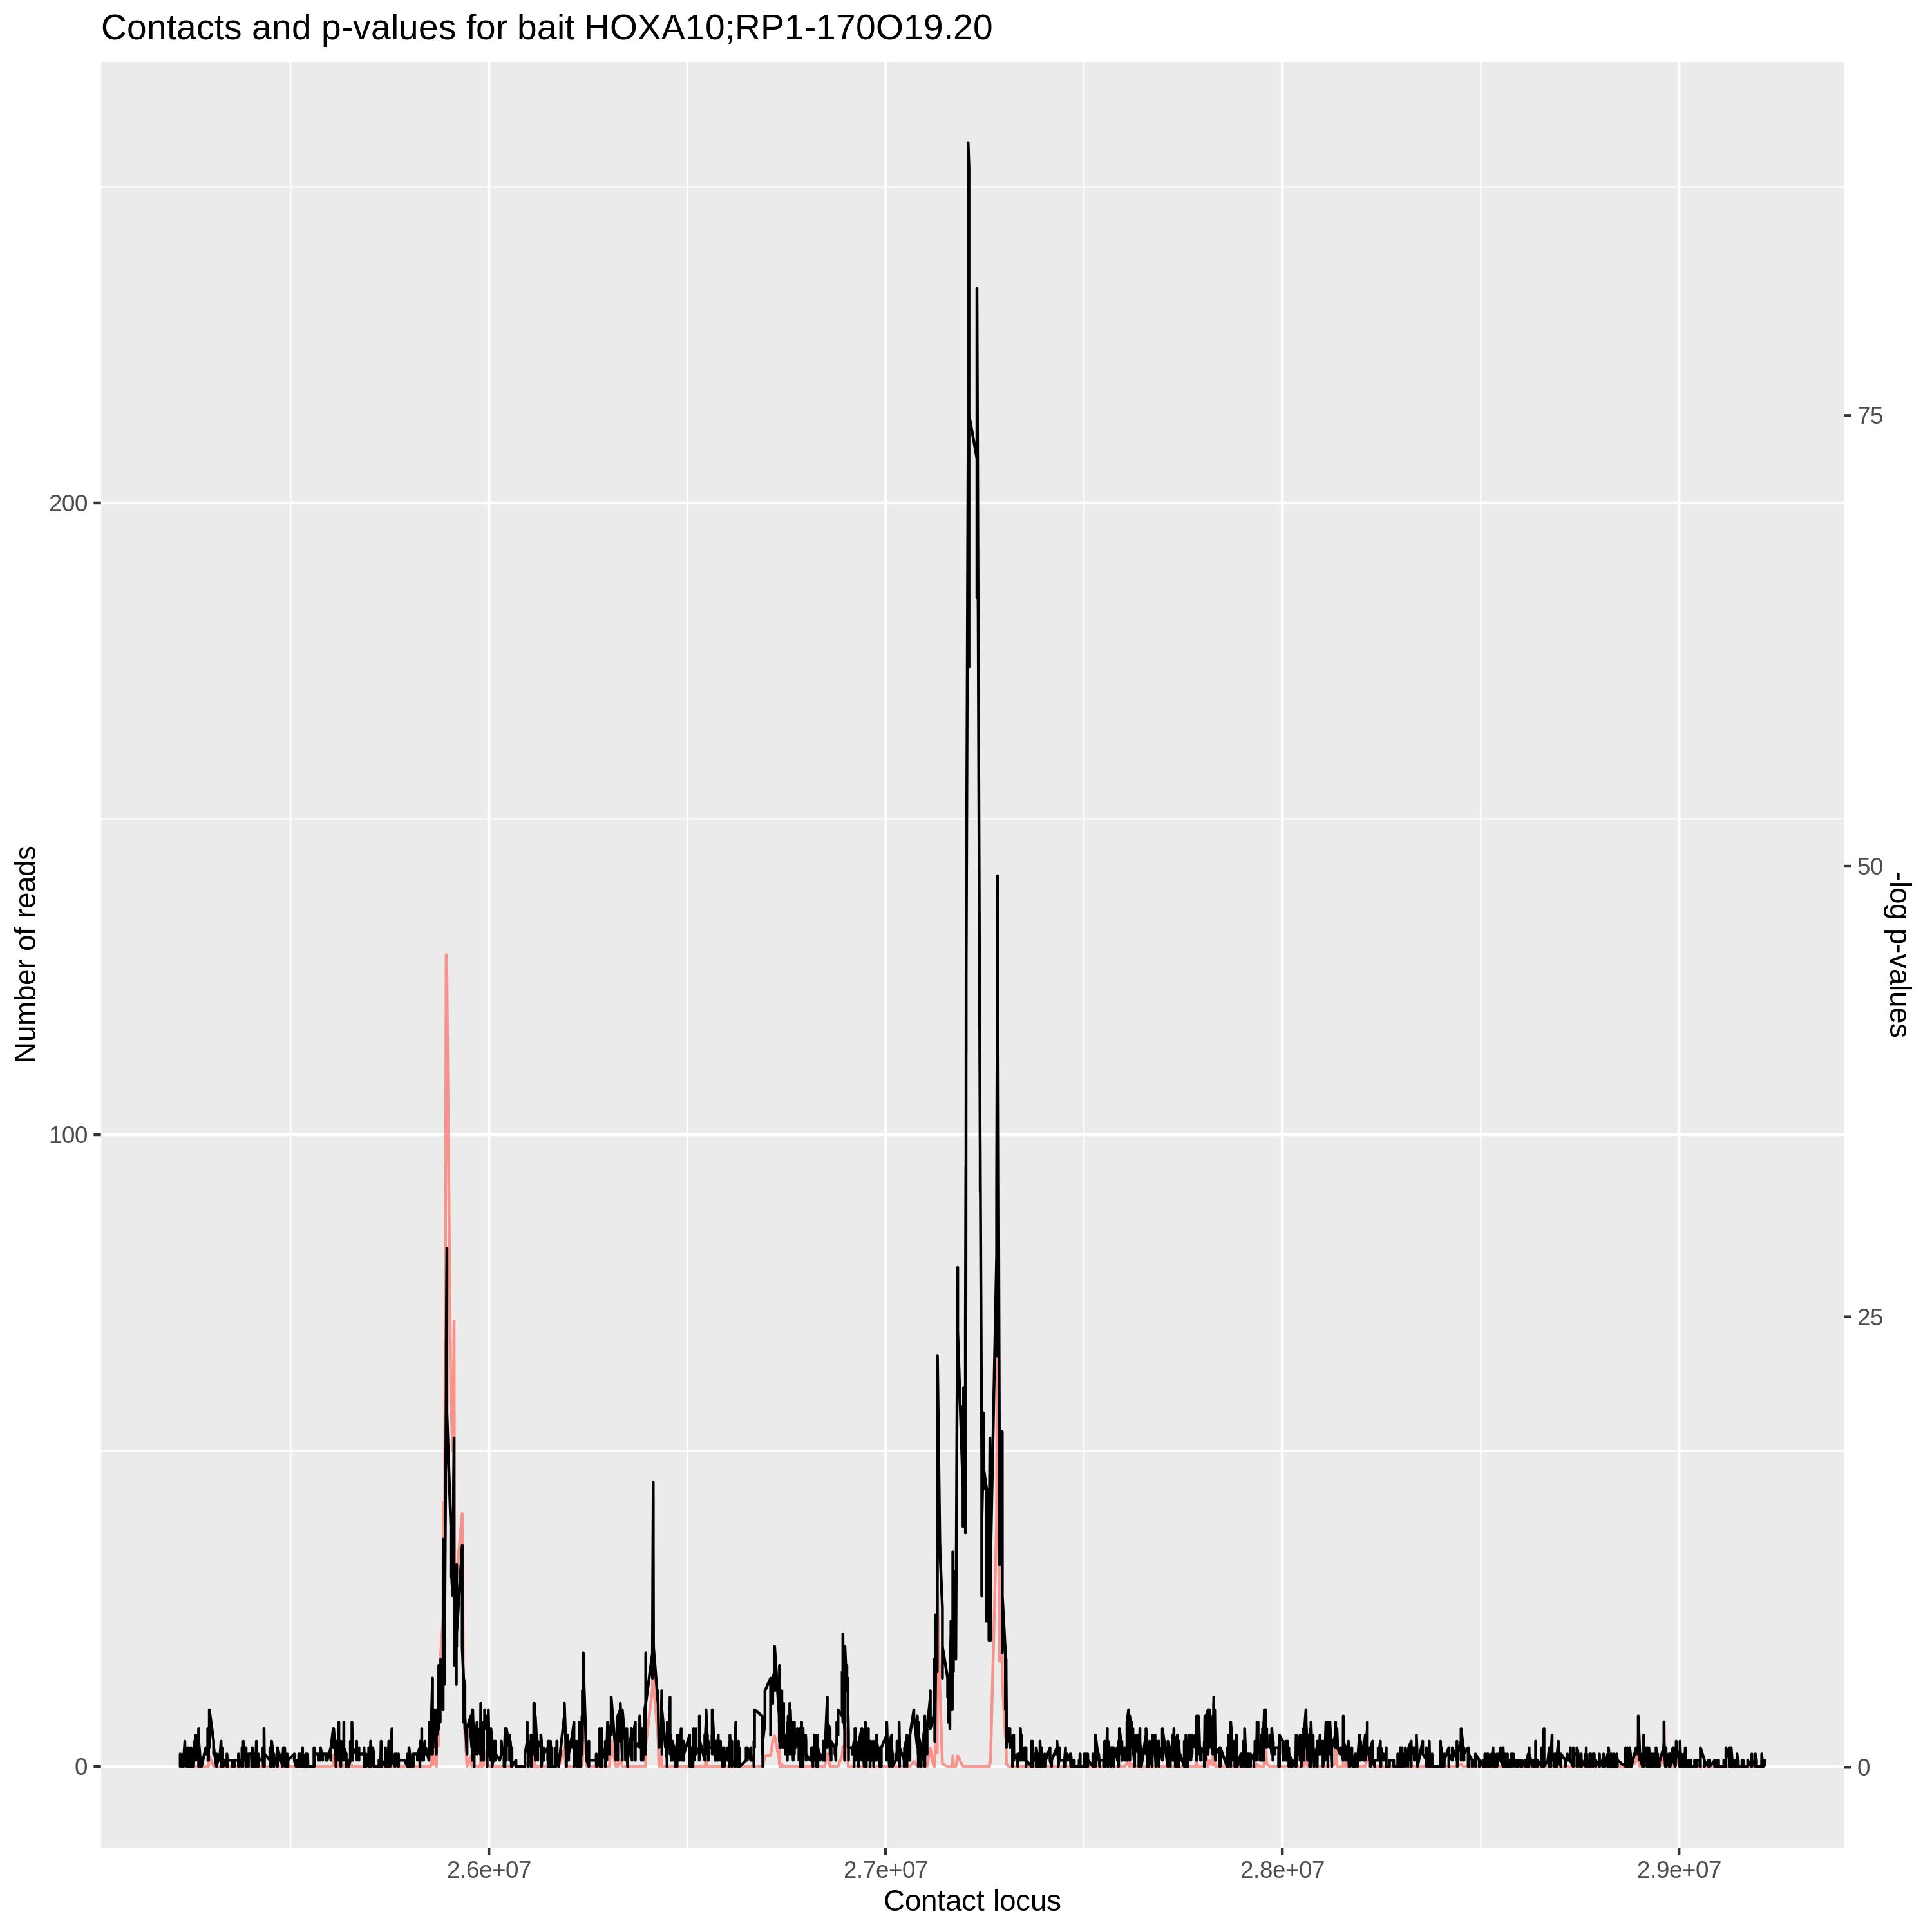 Contacts and p-values for bait HOXA10;RP1-170O19.20
Number of reads
200
100
0
75
50
25
0
-log p-values
2.6e+07 2.7e+07 2.8e+07 2.9e+07
Contact locus